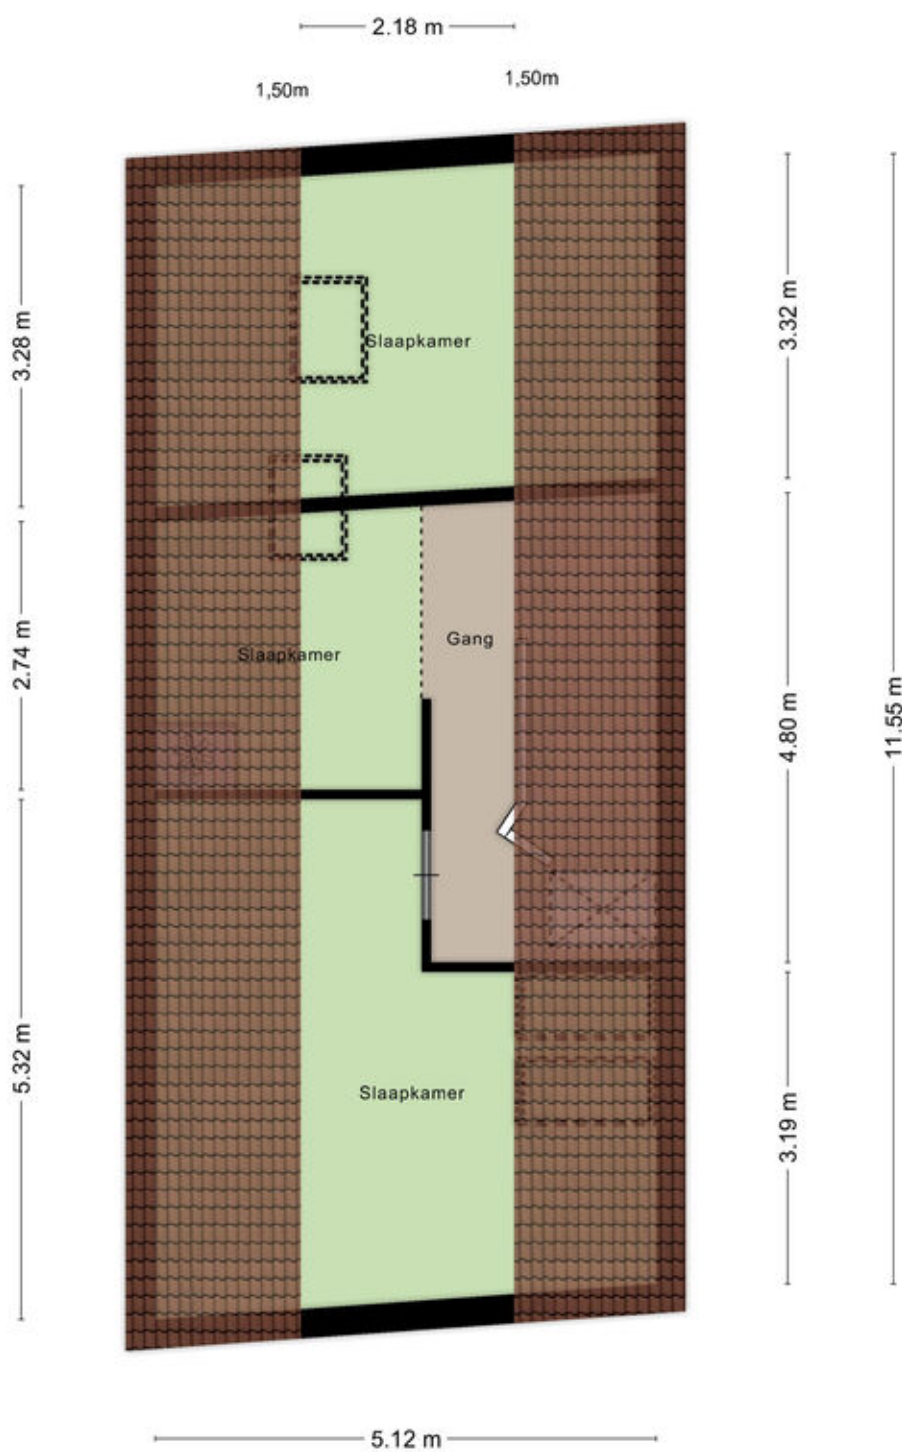 2.18 m
1,50m
1,50m
3.28 m
3.32 m
Slaapkamer
2.74 m
Gang
Slaapkamer
4.80 m
11.55 m
5.32 m
Slaapkamer
3.19 m
5.12 m